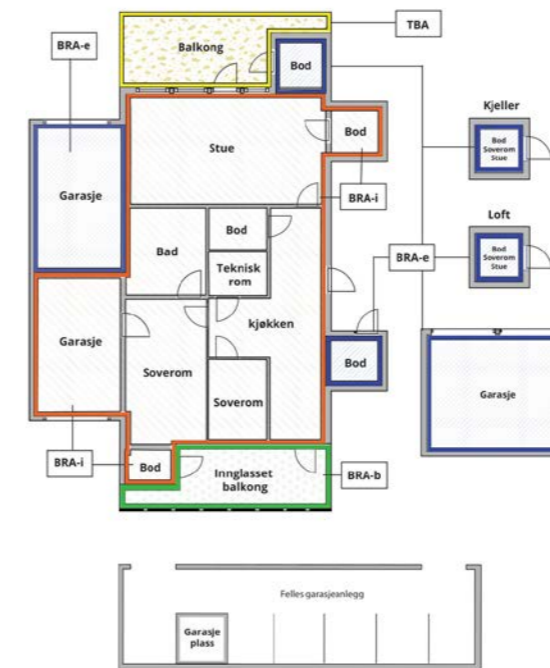 TBA
BRA-e
Balkong
Bod
Kjeller
Stue
Bod
Bod
Soverom
Stue
Garasje
BRA-i
Loft
Bad
Bod
BRA-e
Bod
Soverom
Stue
Teknisk
rom
kjøkken
Garasje
Bod
Soverom
Garasje
Soverom
BRA-i
Bod
Innglasset
balkong
BRA-b
Felles garasjeanlegg
Garasje
plass